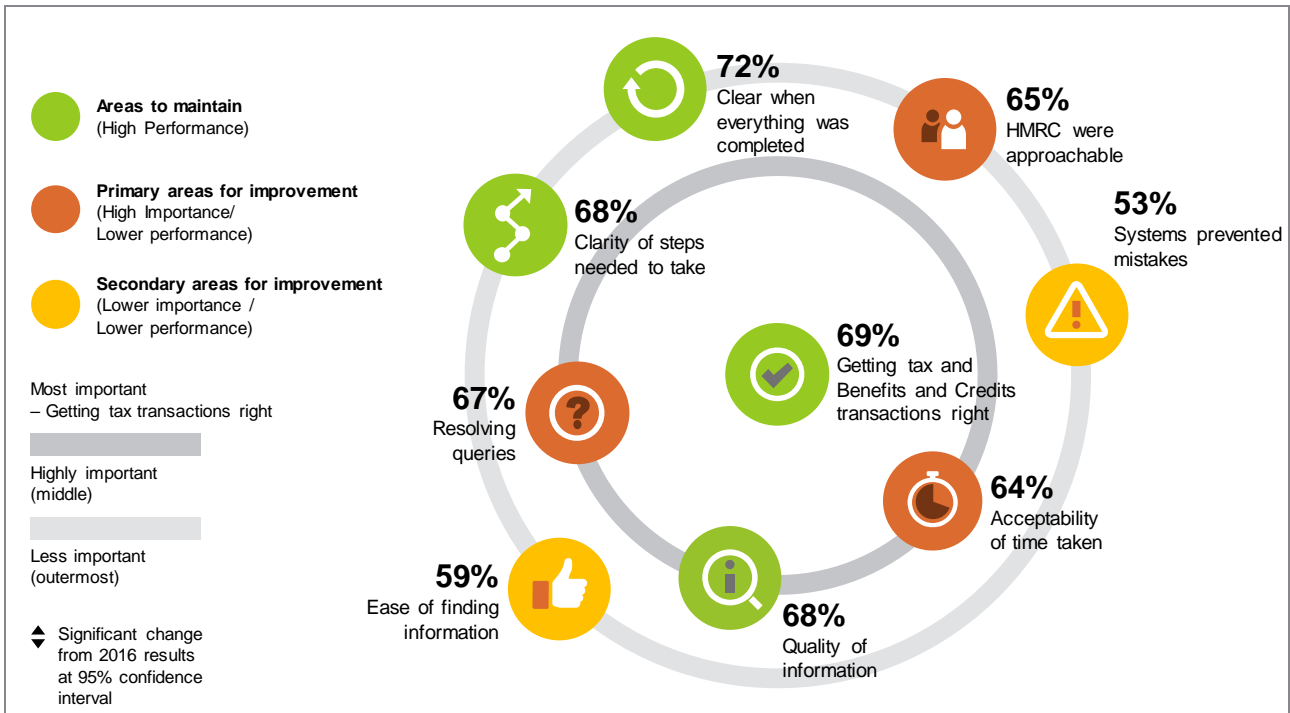 Areas to maintain
(High Performance)
Primary areas for improvement
(High Importance/
Lower performance)
Secondary areas for improvement
(Lower importance /
Lower performance)
Most important
– Getting tax transactions right
Highly important
(middle)
Less important
(outermost)
Significant change
from 2016 results
at 95% confidence
interval
72%
Clear when
everything was
completed
65%
HMRC were
approachable
53%
Systems prevented
mistakes
68%
Clarity of steps
needed to take
69%
Getting tax and
Benefits and Credits
transactions right
67%
Resolving
queries
64%
Acceptability
of time taken
59%
Ease of finding
information
68%
Quality of
information